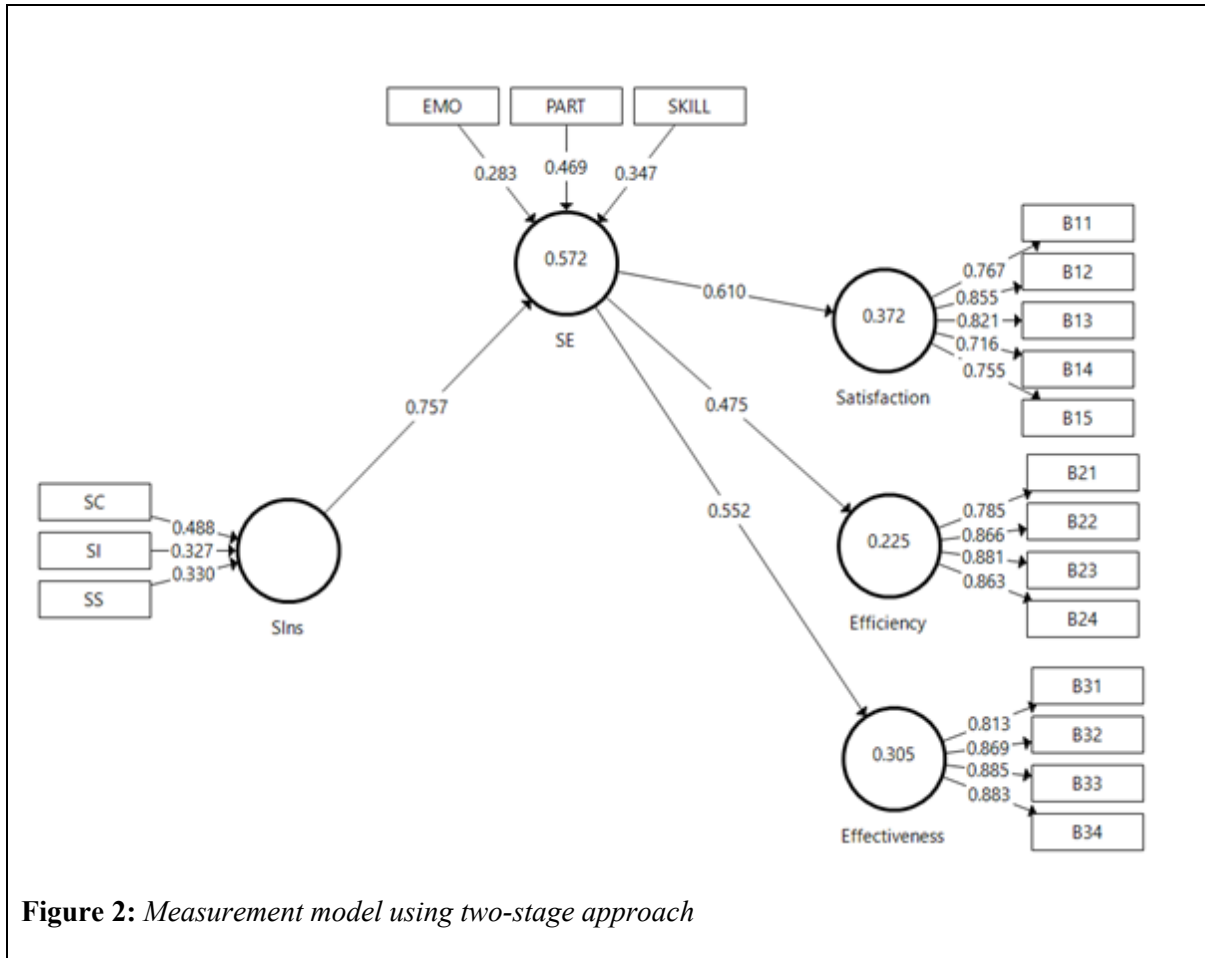 EMO PART SKILL
0.283 0.469 0.347
0.572
SE
0.757
SC
SI
SS
0.488
0.327
0.330
SIns
0.610
0.475
0.552
0.372
Satisfaction
0.767
0.855
0.821
0.716
0.755
B11
B12
B13
B14
B15
0.225
Efficiency
0.785
0.866
0.881
0.863
B21
B22
B23
B24
0.305
Effectiveness
0.813
0.869
0.885
0.883
B31
B32
B33
B34
Figure 2: Measurement model using two-stage approach